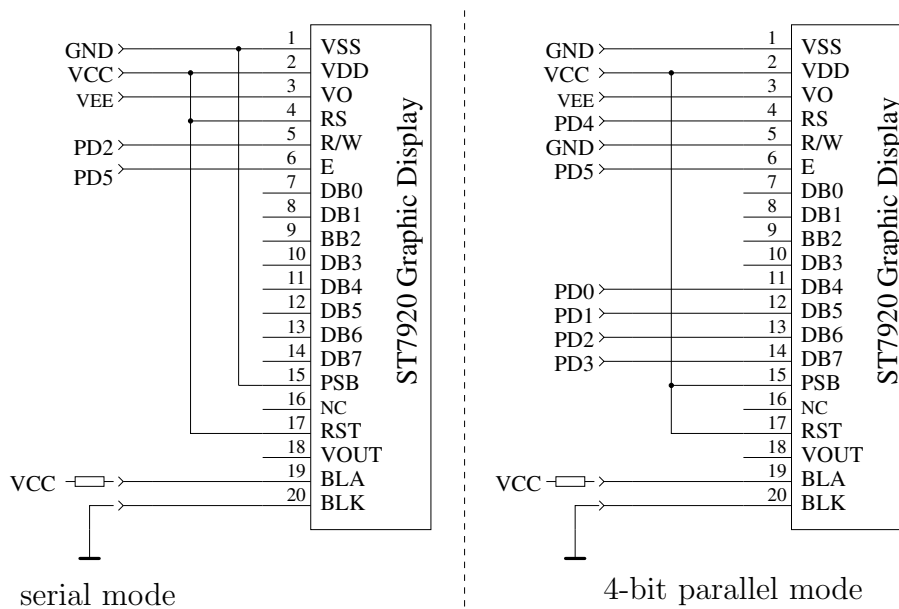 GND 1 VSS
VCC 2 VDD
VEE 3 VO
4 RS
PD2 5 R/W
PD5 6 E
7 DB0
8 DB1
9 BB2
10 DB3
11 DB4
12 DB5
13 DB6
14 DB7
15 PSB
16 NC
17 RST
18 VOUT
VCC 19 BLA
20 BLK
ST7920 Graphic Display
serial mode
GND 1 VSS
VCC 2 VDD
VEE 3 VO
PD4 4 RS
GND 5 R/W
PD5 6 E
7 DB0
8 DB1
9 BB2
10 DB3
PD0 11 DB4
PD1 12 DB5
PD2 13 DB6
PD3 14 DB7
15 PSB
16 NC
17 RST
18 VOUT
VCC 19 BLA
20 BLK
ST7920 Graphic Display
4-bit parallel mode